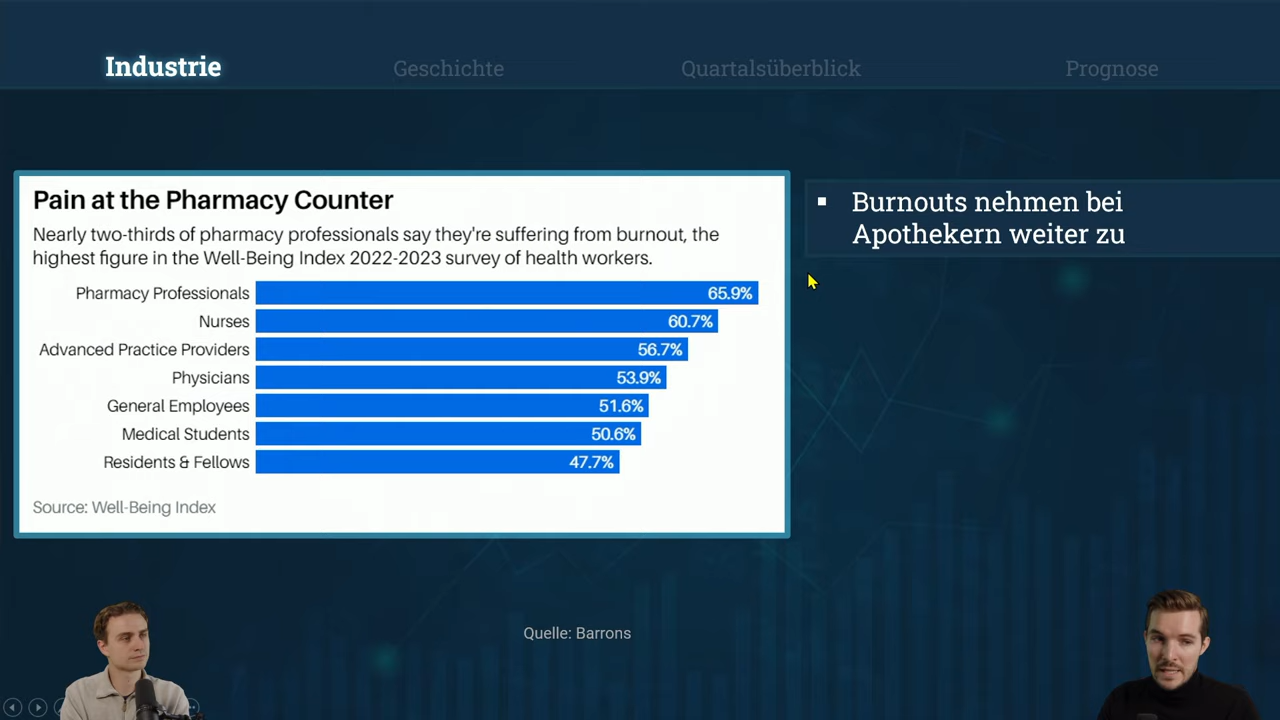 Industrie
Geschichte
Quartalsüberblick
Prognose
Pain at the Pharmacy Counter
Nearly two-thirds of pharmacy professionals say they're suffering from burnout, the
highest figure in the Well-Being Index 2022-2023 survey of health workers.
Pharmacy Professionals 65.9%
Nurses 60.7%
Advanced Practice Providers 56.7%
Physicians 53.9%
General Employees 51.6%
Medical Students 50.6%
Residents & Fellows 47.7%
Source: Well-Being Index
▪ Burnouts nehmen bei
Apothekern weiter zu
Quelle: Barrons